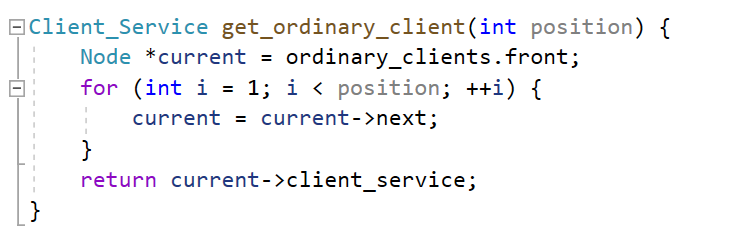 Client_Service get_ordinary_client(int position) {
    Node *current = ordinary_clients.front;
    for (int i = 1; i < position; ++i) {
        current = current->next;
    }
    return current->client_service;
}